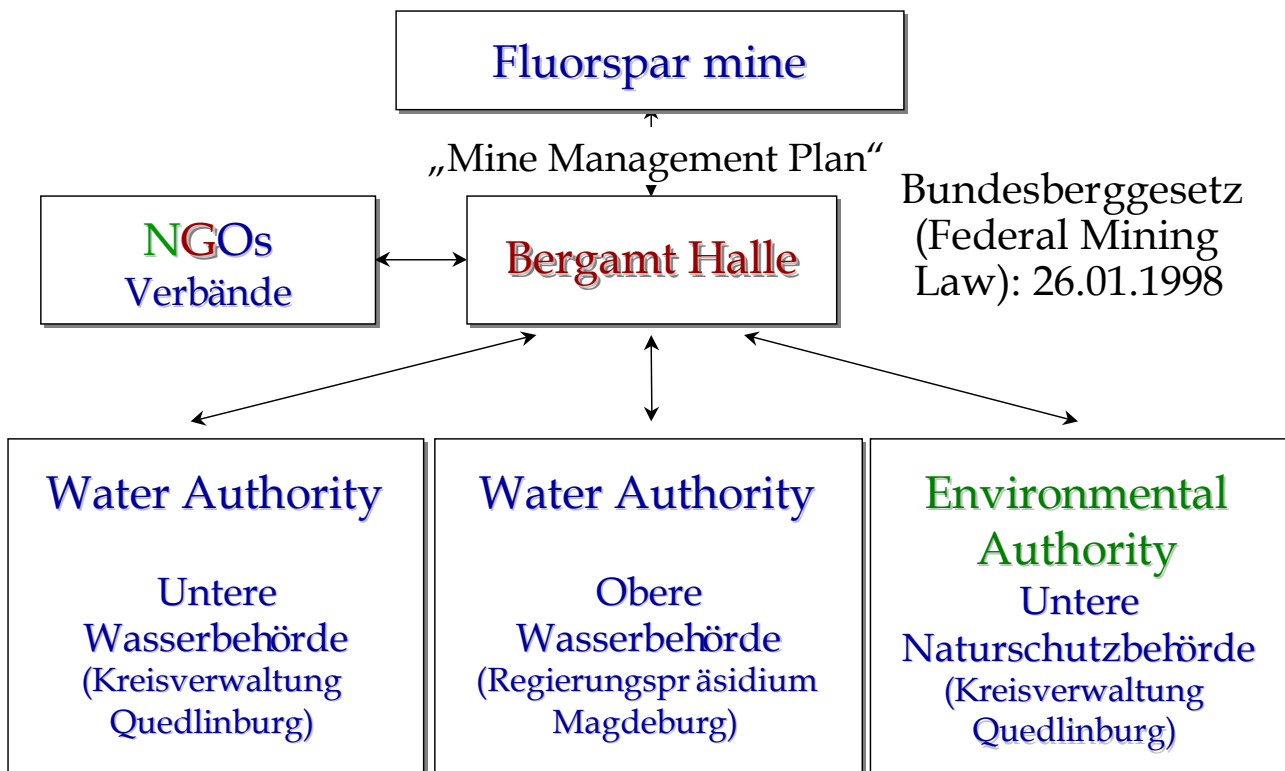 Fluorspar mine
„Mine Management Plan“
Bundesberggesetz
(Federal Mining
Law): 26.01.1998
NGOs
Verbände
Bergamt Halle
Water Authority
Untere
Wasserbehörde
(Kreisverwaltung
Quedlinburg)
Water Authority
Obere
Wasserbehörde
(Regierungspr äsidium
Magdeburg)
Environmental
Authority
Untere
Naturschutzbehörde
(Kreisverwaltung
Quedlinburg)